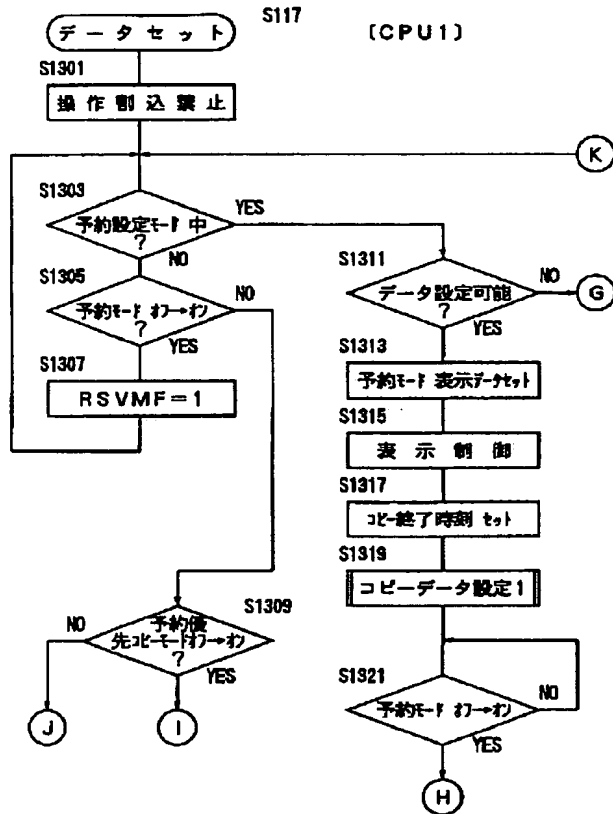 S117
データセット
〔CPU1〕
S1301
操作割込禁止
K
S1303
予約設定モード中
?
YES
NO
S1305
予約モード オフ→オン
?
NO
YES
S1307
RSVMF=1
S1309
予約優
先コピーモードオフ→オン
?
NO
YES
J
I
S1311
データ設定可能
?
NO
G
YES
S1313
予約モード 表示データセット
S1315
表示制御
S1317
コピー終了時刻 セット
S1319
コピーデータ設定1
S1321
予約モード オフ→オン
?
NO
YES
H